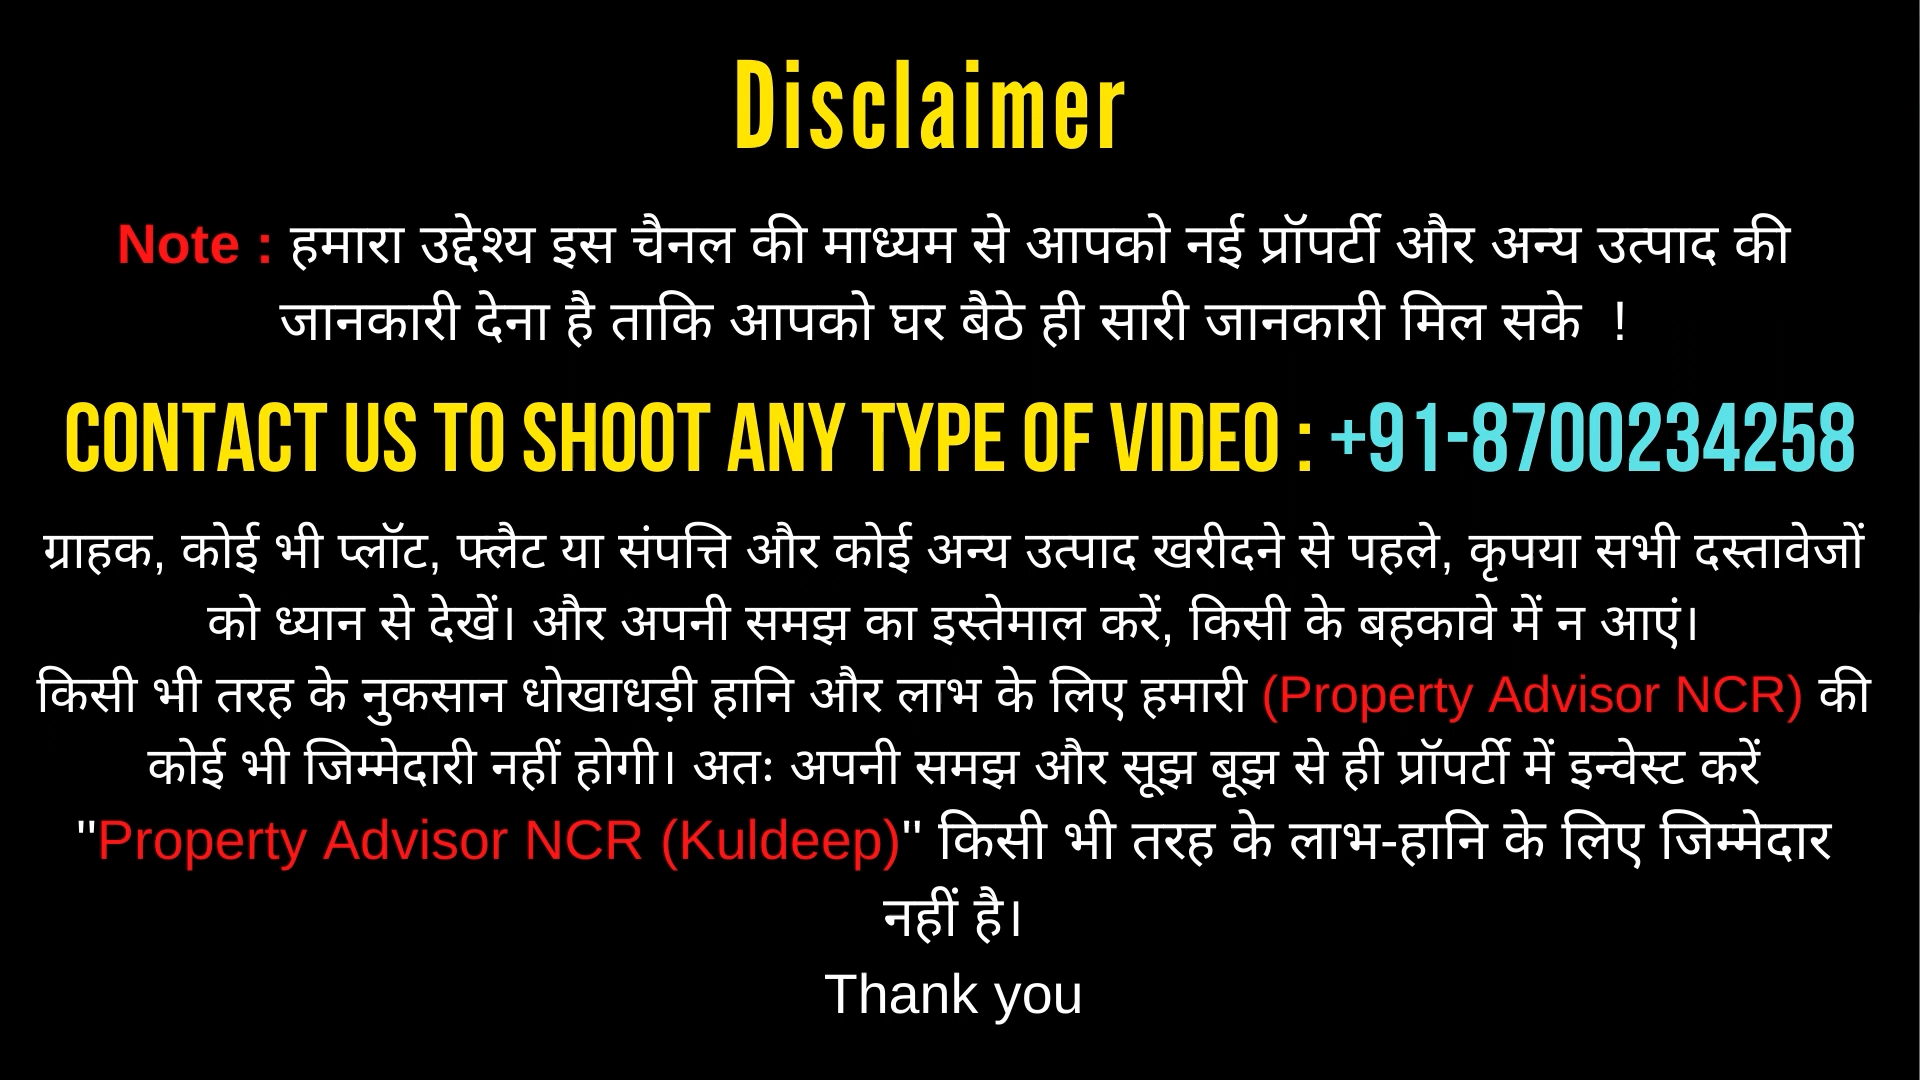 Disclaimer
Note : हमारा उद्देश्य इस चैनल की माध्यम से आपको नई प्रॉपर्टी और अन्य उत्पाद की
जानकारी देना है ताकि आपको घर बैठे ही सारी जानकारी मिल सके !
CONTACT US TO SHOOT ANY TYPE OF VIDEO : +91-8700234258
ग्राहक, कोई भी प्लॉट, फ्लैट या संपत्ति और कोई अन्य उत्पाद खरीदने से पहले, कृपया सभी दस्तावेजों
को ध्यान से देखें। और अपनी समझ का इस्तेमाल करें, किसी के बहकावे में न आएं।
किसी भी तरह के नुकसान धोखाधड़ी हानि और लाभ के लिए हमारी (Property Advisor NCR) की
कोई भी जिम्मेदारी नहीं होगी। अतः अपनी समझ और सूझ बूझ से ही प्रॉपर्टी में इन्वेस्ट करें
"Property Advisor NCR (Kuldeep)" किसी भी तरह के लाभ-हानि के लिए जिम्मेदार
नहीं है।
Thank you